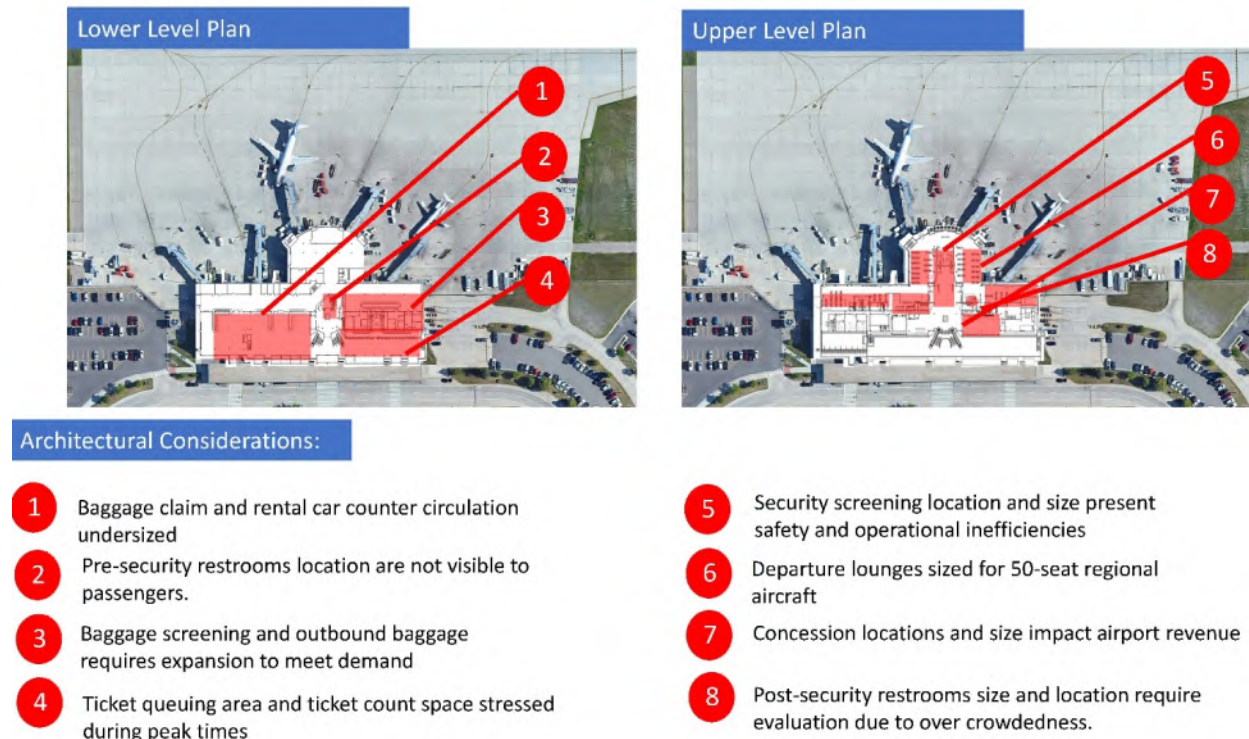 Lower Level Plan
1
2
3
4
Upper Level Plan
5
6
7
8
Architectural Considerations:
1 Baggage claim and rental car counter circulation
undersized
2 Pre-security restrooms location are not visible to
passengers.
3 Baggage screening and outbound baggage
requires expansion to meet demand
4 Ticket queuing area and ticket count space stressed
during peak times
5 Security screening location and size present
safety and operational inefficiencies
6 Departure lounges sized for 50-seat regional
aircraft
7 Concession locations and size impact airport revenue
8 Post-security restrooms size and location require
evaluation due to over crowdedness.